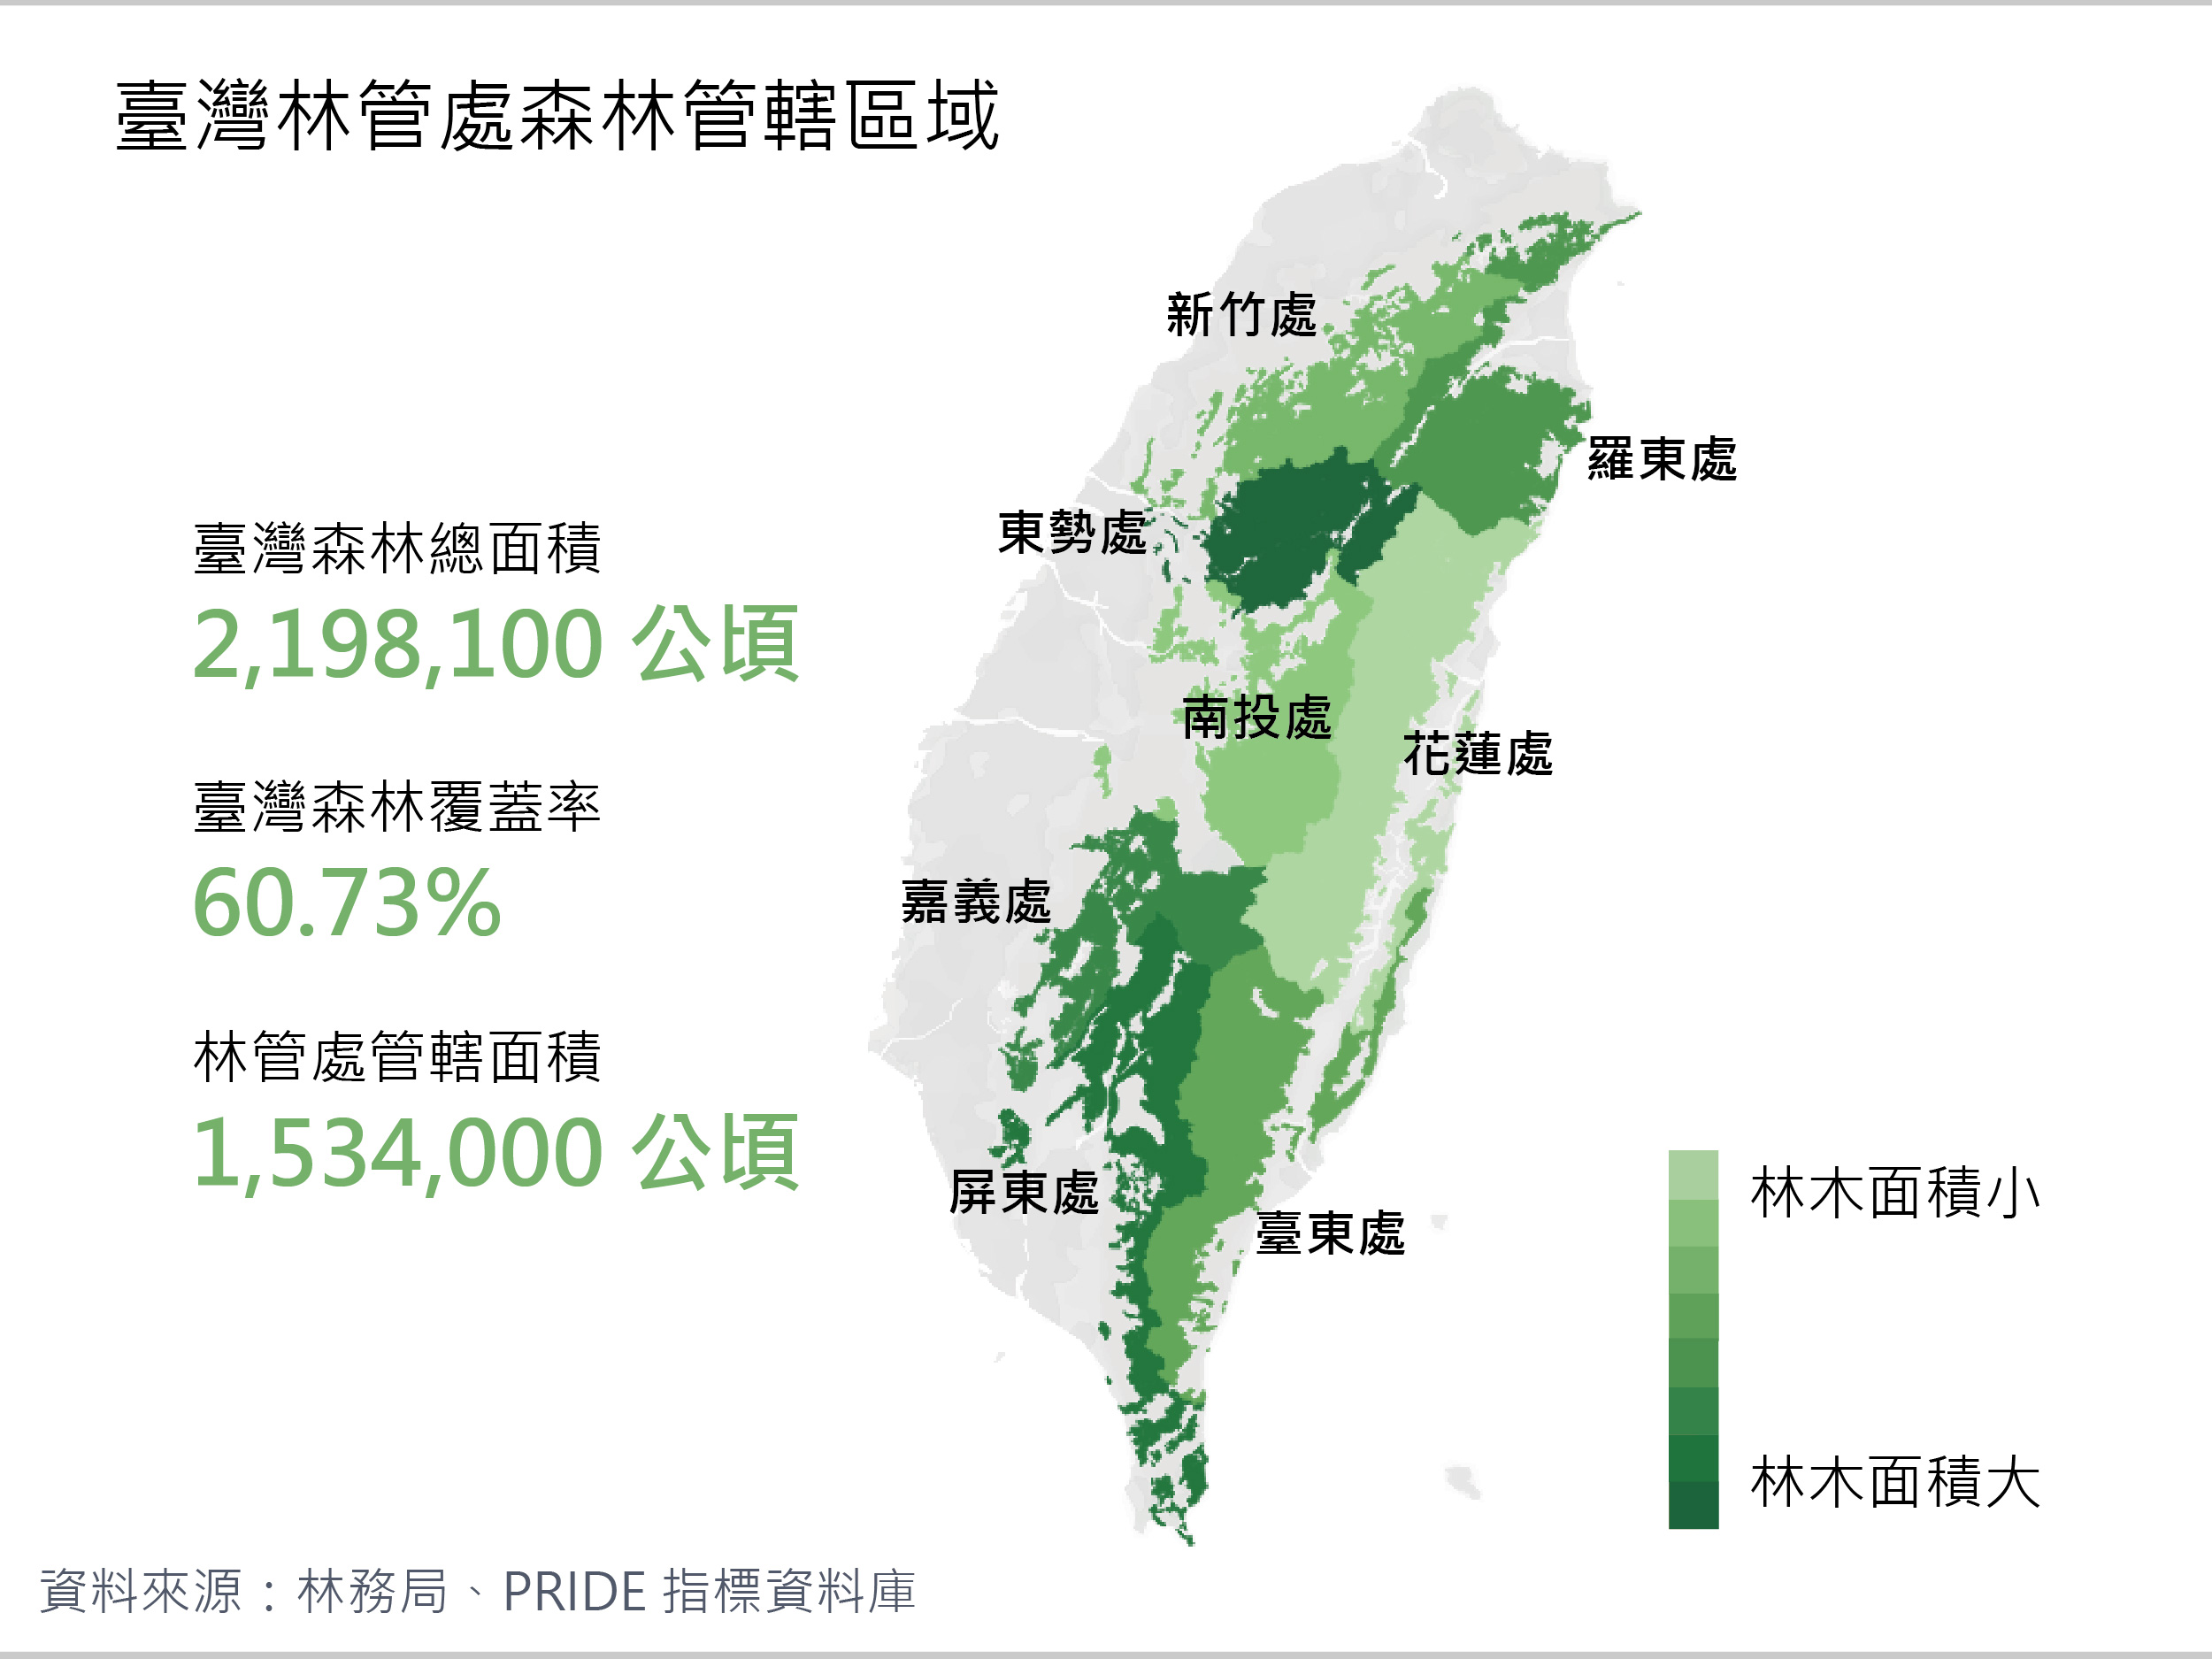 臺灣林管處森林管轄區域
新竹處
羅東處
東勢處
臺灣森林總面積
2,198,100 公頃
南投處
花蓮處
臺灣森林覆蓋率
60.73%
嘉義處
林管處管轄面積
1,534,000 公頃
屏東處
臺東處
林木面積小
林木面積大
資料來源：林務局、PRIDE 指標資料庫